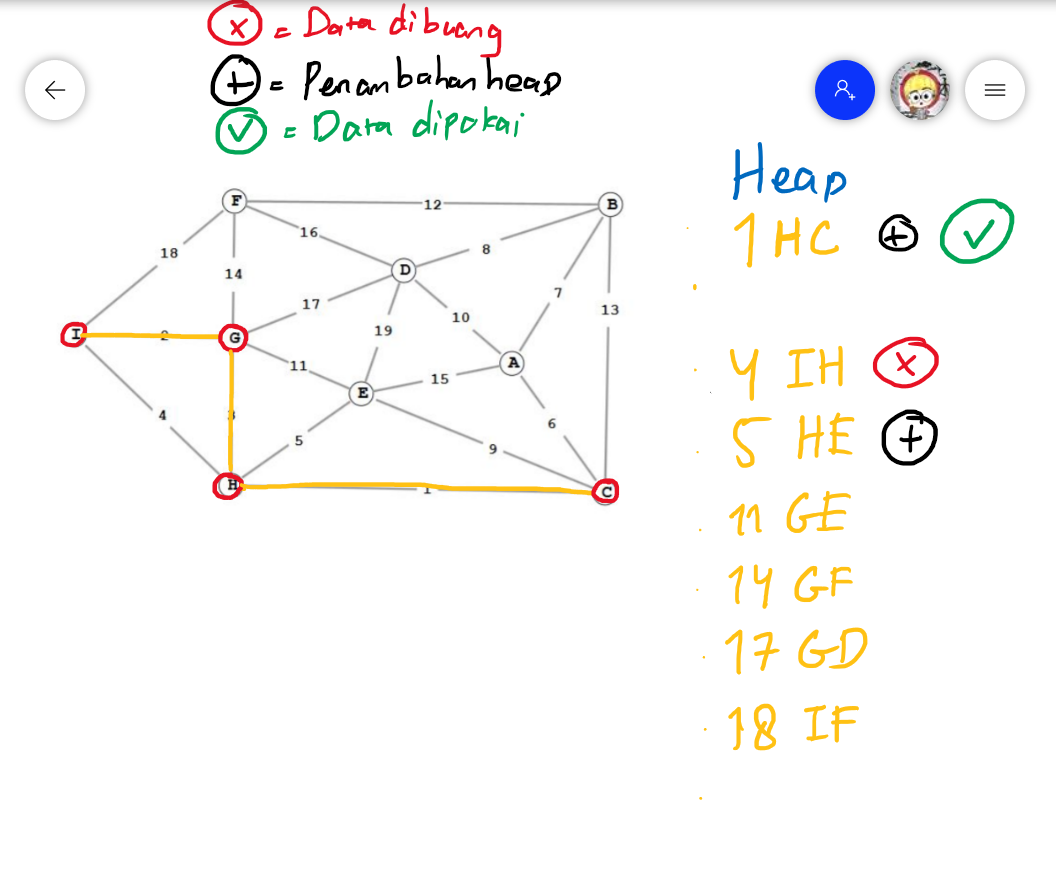 x = Data dibuang
+ = Penambahan heap
✓ = Data dipakai
Heap
1 HC + ✓
4 IH x
5 HE +
11 GE
14 GF
17 GD
18 IF
F 12 B
16
18 8
D
14
17 7
10 13
19
I 2 G
11 A
15
E
4 3 6
5 9
H 1 C